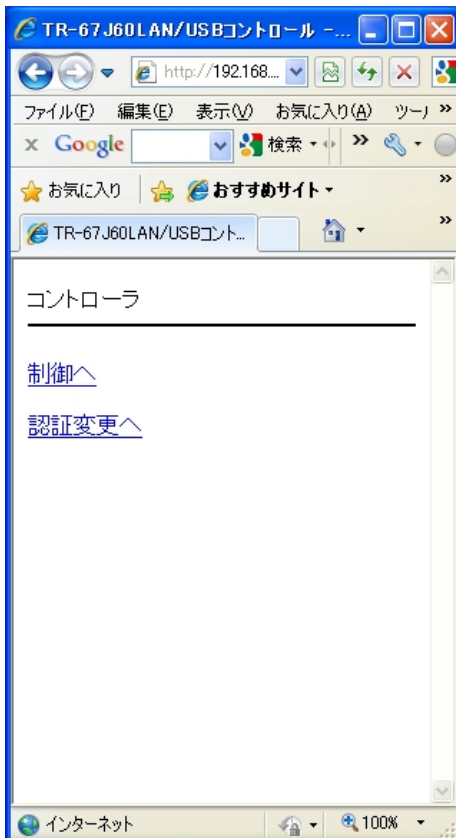 TR-67J60LAN/USBコントロール -...
http://192.168....
ファイル(F) 編集(E) 表示(V) お気に入り(A) ツー »
x Google 検索 »
お気に入り おすすめサイト »
TR-67J60LAN/USBコント... »
コントローラ
制御へ
認証変更へ
インターネット 100%